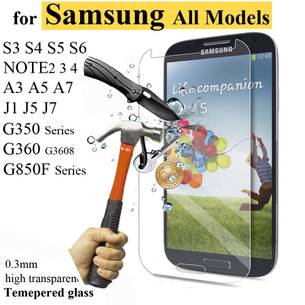 for Samsung All Models
S3 S4 S5 S6
NOTE2 3 4
A3 A5 A7
J1 J5 J7
G350 Series
G360 G3608
G850F Series
0.3mm
high transparen
Temepered glass
SAMSUNG
Life companion